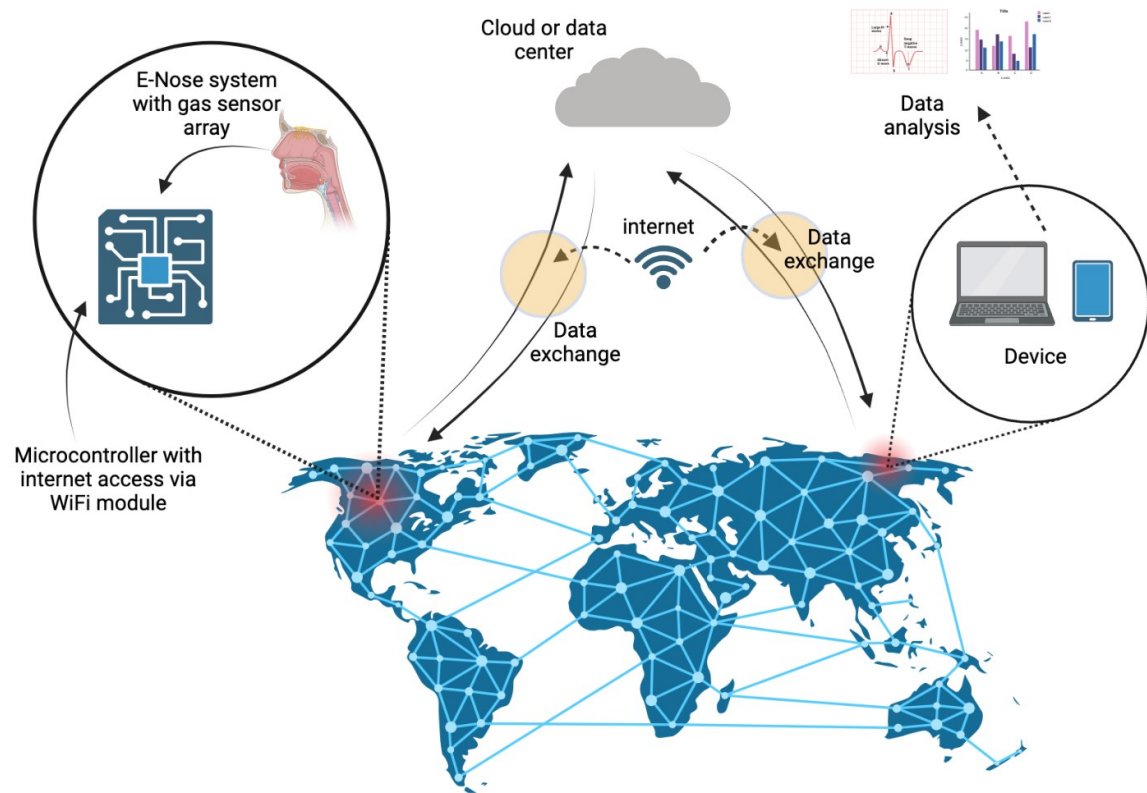 Cloud or data
center
E-Nose system
with gas sensor
array
Title
Data
analysis
internet
Data
exchange
Data
exchange
Device
Microcontroller with
internet access via
WiFi module